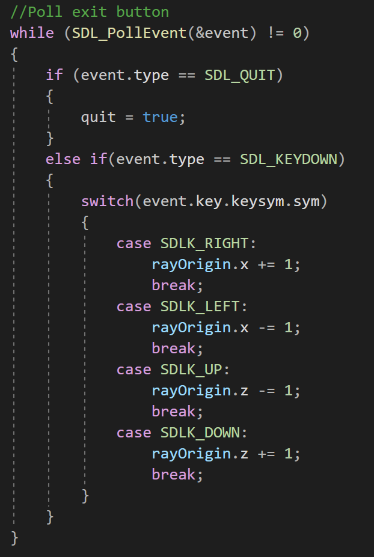 //Poll exit button
while (SDL_PollEvent(&event) != 0)
{
    if (event.type == SDL_QUIT)
    {
        quit = true;
    }
    else if(event.type == SDL_KEYDOWN)
    {
        switch(event.key.keysym.sym)
        {
            case SDLK_RIGHT:
                rayOrigin.x += 1;
                break;
            case SDLK_LEFT:
                rayOrigin.x -= 1;
                break;
            case SDLK_UP:
                rayOrigin.z -= 1;
                break;
            case SDLK_DOWN:
                rayOrigin.z += 1;
                break;
        }
    }
}